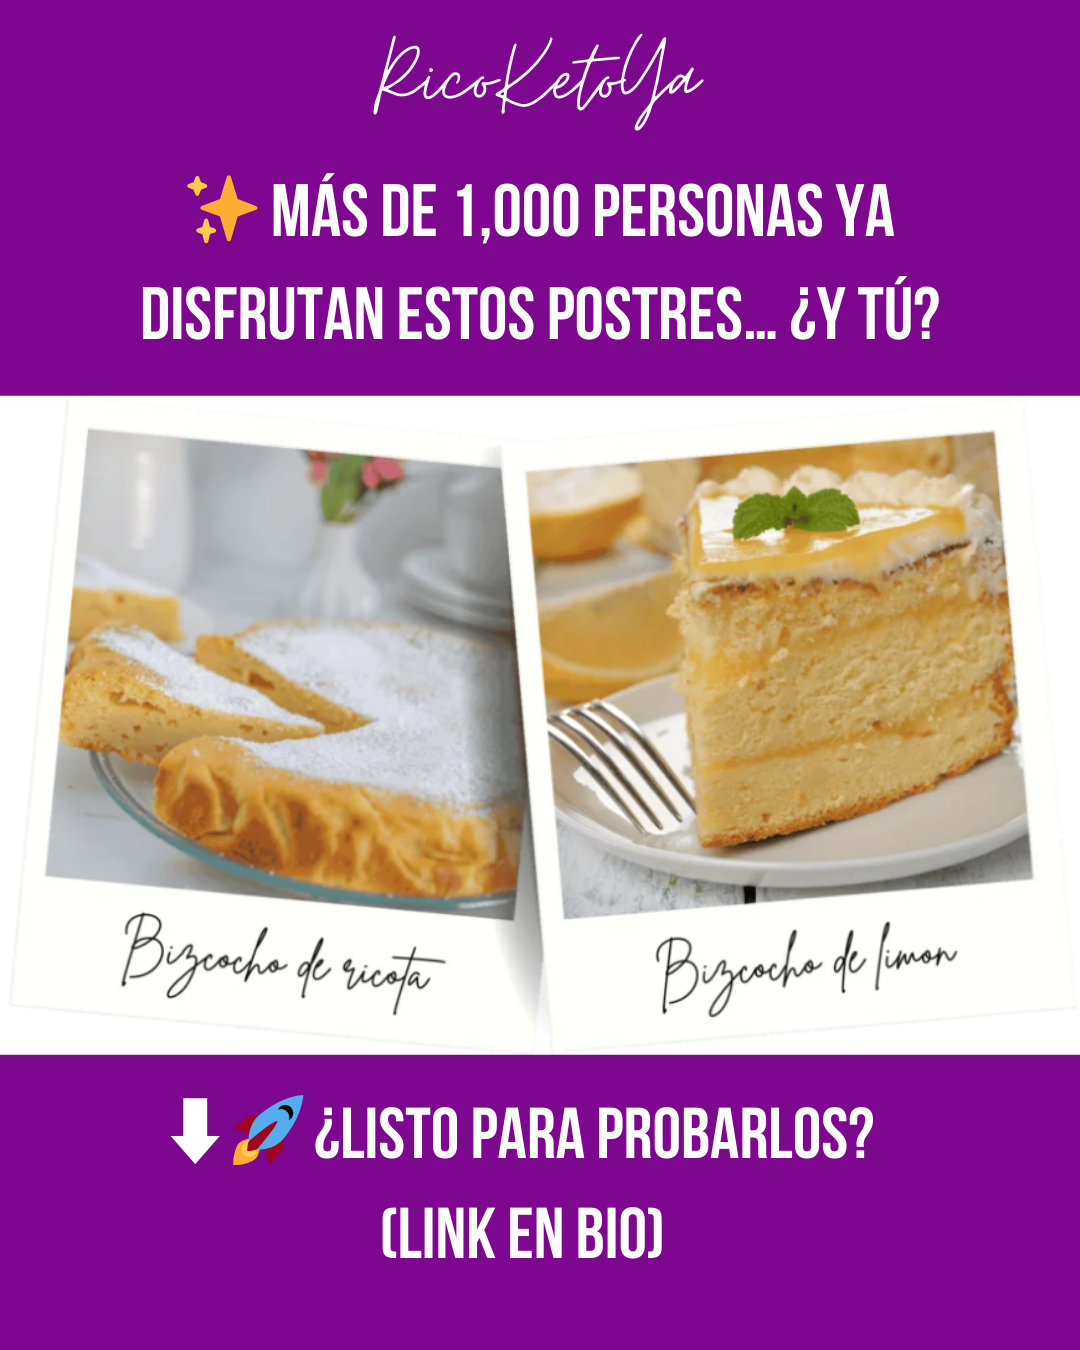 RicoKetoYa
✨ MÁS DE 1,000 PERSONAS YA
DISFRUTAN ESTOS POSTRES... ¿Y TÚ?
Bizcocho de ricota
Bizcocho de limon
⬇🚀 ¿LISTO PARA PROBARLOS?
(LINK EN BIO)